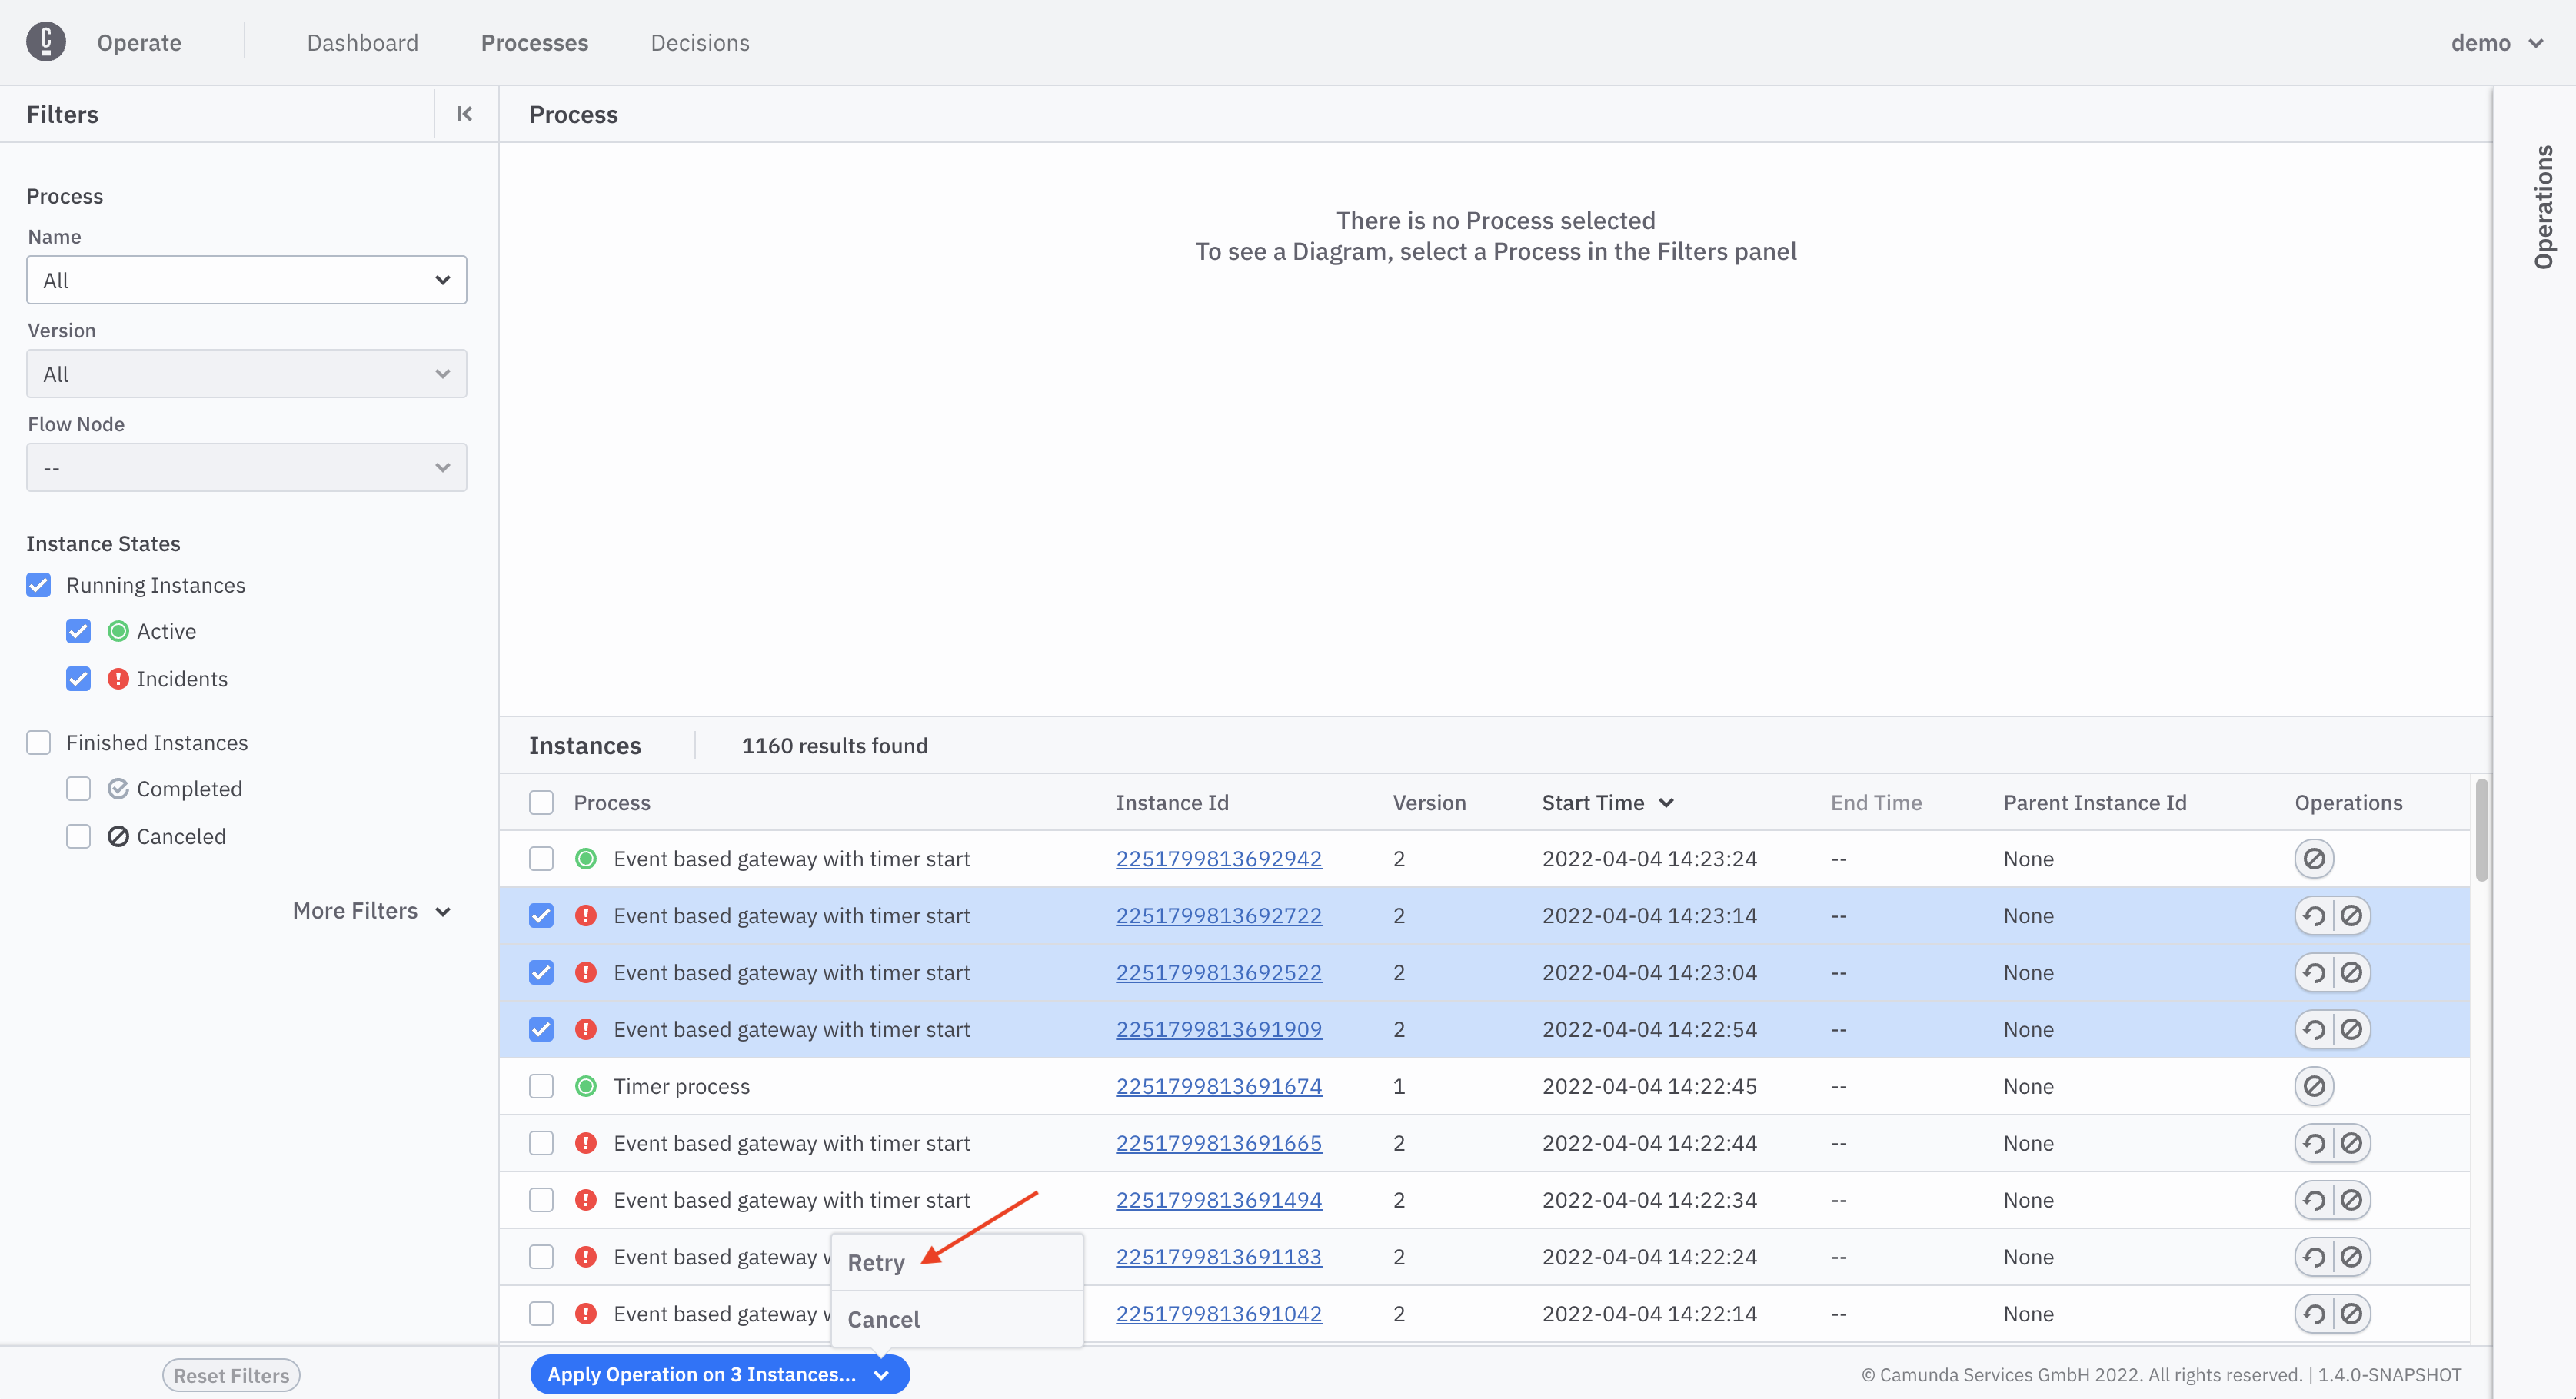 Operate Dashboard Processes Decisions demo
Filters
Process
Operations
Process
Name
All
Version
All
Flow Node
--
Instance States
Running Instances
Active
Incidents
Finished Instances
Completed
Canceled
More Filters
Reset Filters
There is no Process selected
To see a Diagram, select a Process in the Filters panel
Instances 1160 results found
Process Instance Id Version Start Time End Time Parent Instance Id Operations
Event based gateway with timer start 2251799813692942 2 2022-04-04 14:23:24 -- None
Event based gateway with timer start 2251799813692722 2 2022-04-04 14:23:14 -- None
Event based gateway with timer start 2251799813692522 2 2022-04-04 14:23:04 -- None
Event based gateway with timer start 2251799813691909 2 2022-04-04 14:22:54 -- None
Timer process 2251799813691674 1 2022-04-04 14:22:45 -- None
Event based gateway with timer start 2251799813691665 2 2022-04-04 14:22:44 -- None
Event based gateway with timer start 2251799813691494 2 2022-04-04 14:22:34 -- None
Event based gateway 2251799813691183 2 2022-04-04 14:22:24 -- None
Event based gateway 2251799813691042 2 2022-04-04 14:22:14 -- None
Retry
Cancel
Apply Operation on 3 Instances...
© Camunda Services GmbH 2022. All rights reserved. | 1.4.0-SNAPSHOT